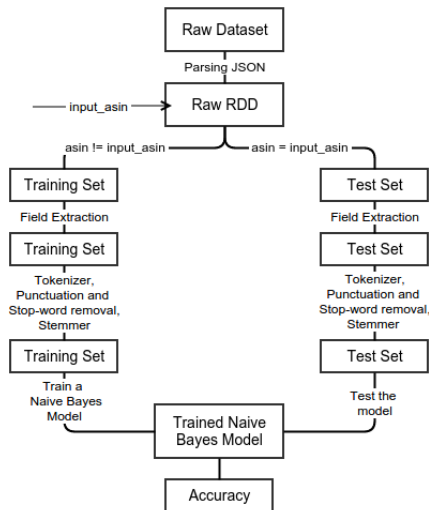 Raw Dataset
Parsing JSON
input_asin
Raw RDD
asin != input_asin
asin = input_asin
Training Set
Test Set
Field Extraction
Field Extraction
Training Set
Test Set
Tokenizer,
Punctuation and
Stop-word removal,
Stemmer
Tokenizer,
Punctuation and
Stop-word removal,
Stemmer
Training Set
Test Set
Train a
Naive Bayes
Model
Test the
model
Trained Naive
Bayes Model
Accuracy